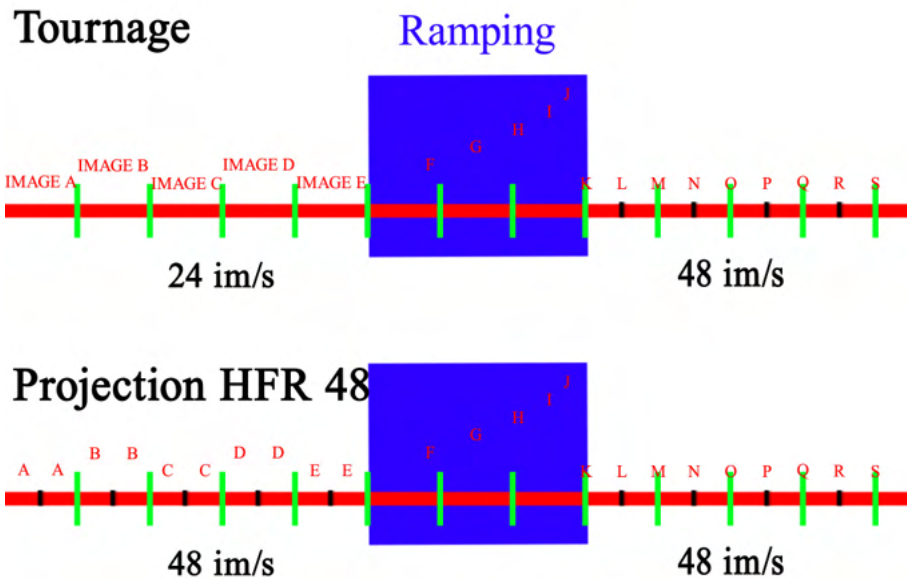 Tournage
Ramping
IMAGE A IMAGE B IMAGE C IMAGE D IMAGE E F G H I J K L M N O P Q R S
24 im/s 48 im/s
Projection HFR 48
A A B B C C D D E E F G H I J K L M N O P Q R S
48 im/s 48 im/s